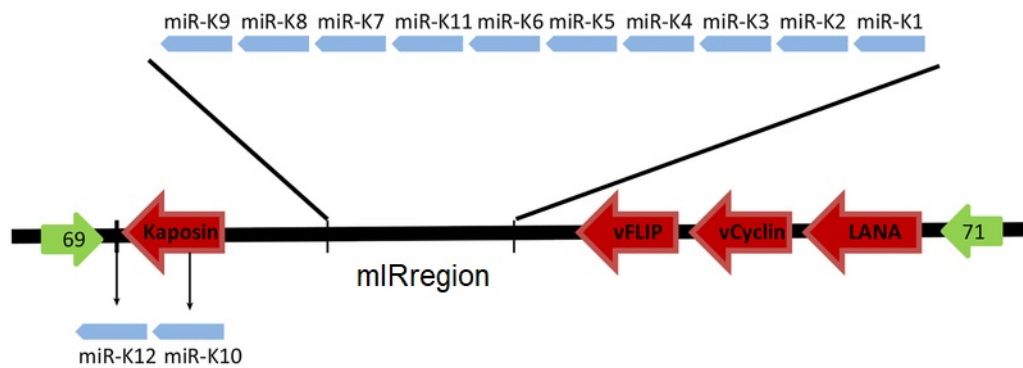 miR-K9 miR-K8 miR-K7 miR-K11 miR-K6 miR-K5 miR-K4 miR-K3 miR-K2 miR-K1
69 Kaposin vFLIP vCyclin LANA 71
mIRregion
miR-K12 miR-K10